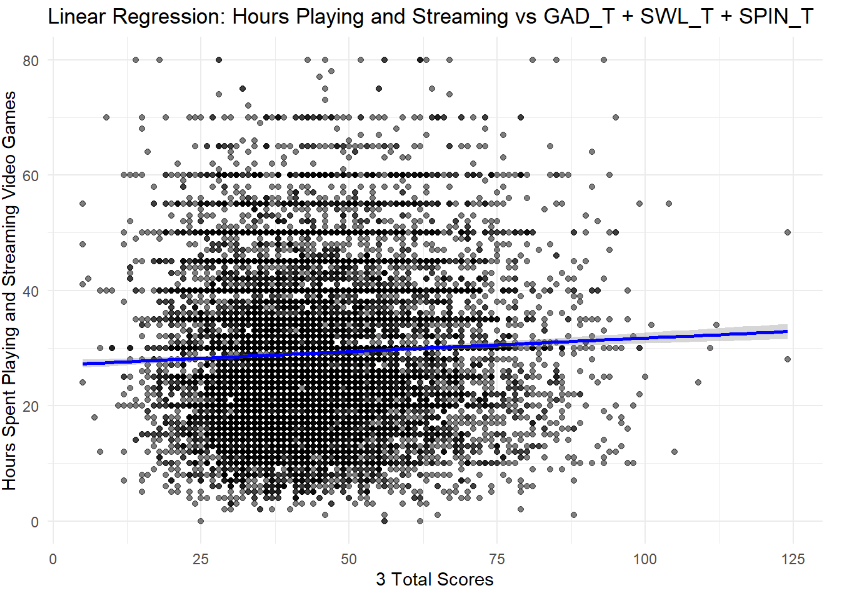 Linear Regression: Hours Playing and Streaming vs GAD_T + SWL_T + SPIN_T
Hours Spent Playing and Streaming Video Games
80
60
40
20
0
0 25 50 75 100 125
3 Total Scores